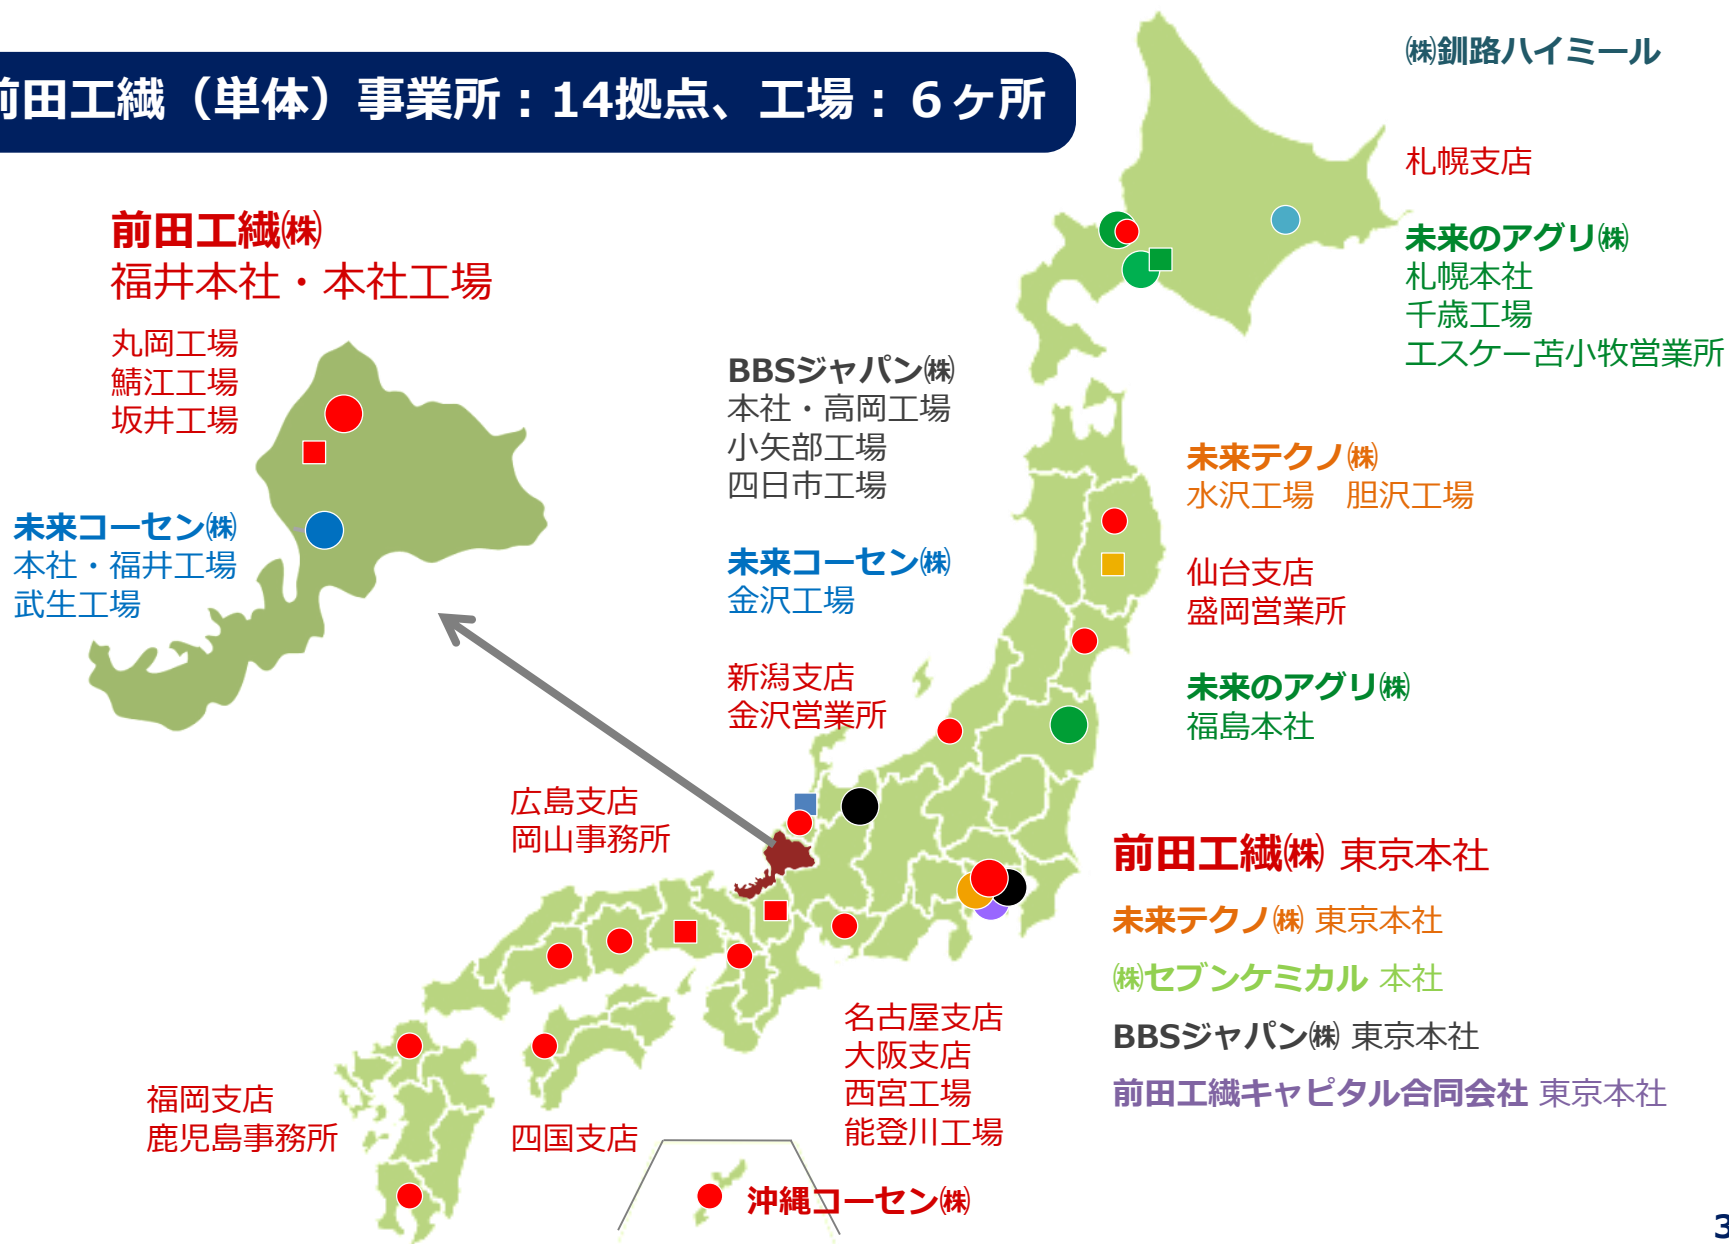 前田工繊（単体）事業所：14拠点、工場：６ヶ所
前田工繊㈱
福井本社・本社工場
丸岡工場
鯖江工場
坂井工場
未来コーセン㈱
本社・福井工場
武生工場
BBSジャパン㈱
本社・高岡工場
小矢部工場
四日市工場
未来コーセン㈱
金沢工場
新潟支店
金沢営業所
広島支店
岡山事務所
㈱釧路ハイミール
札幌支店
未来のアグリ㈱
札幌本社
千歳工場
エスケー苫小牧営業所
未来テクノ㈱
水沢工場　胆沢工場
仙台支店
盛岡営業所
未来のアグリ㈱
福島本社
前田工繊㈱ 東京本社
未来テクノ㈱ 東京本社
㈱セブンケミカル 本社
BBSジャパン㈱ 東京本社
前田工繊キャピタル合同会社 東京本社
名古屋支店
大阪支店
西宮工場
能登川工場
福岡支店
鹿児島事務所
四国支店
沖縄コーセン㈱
3